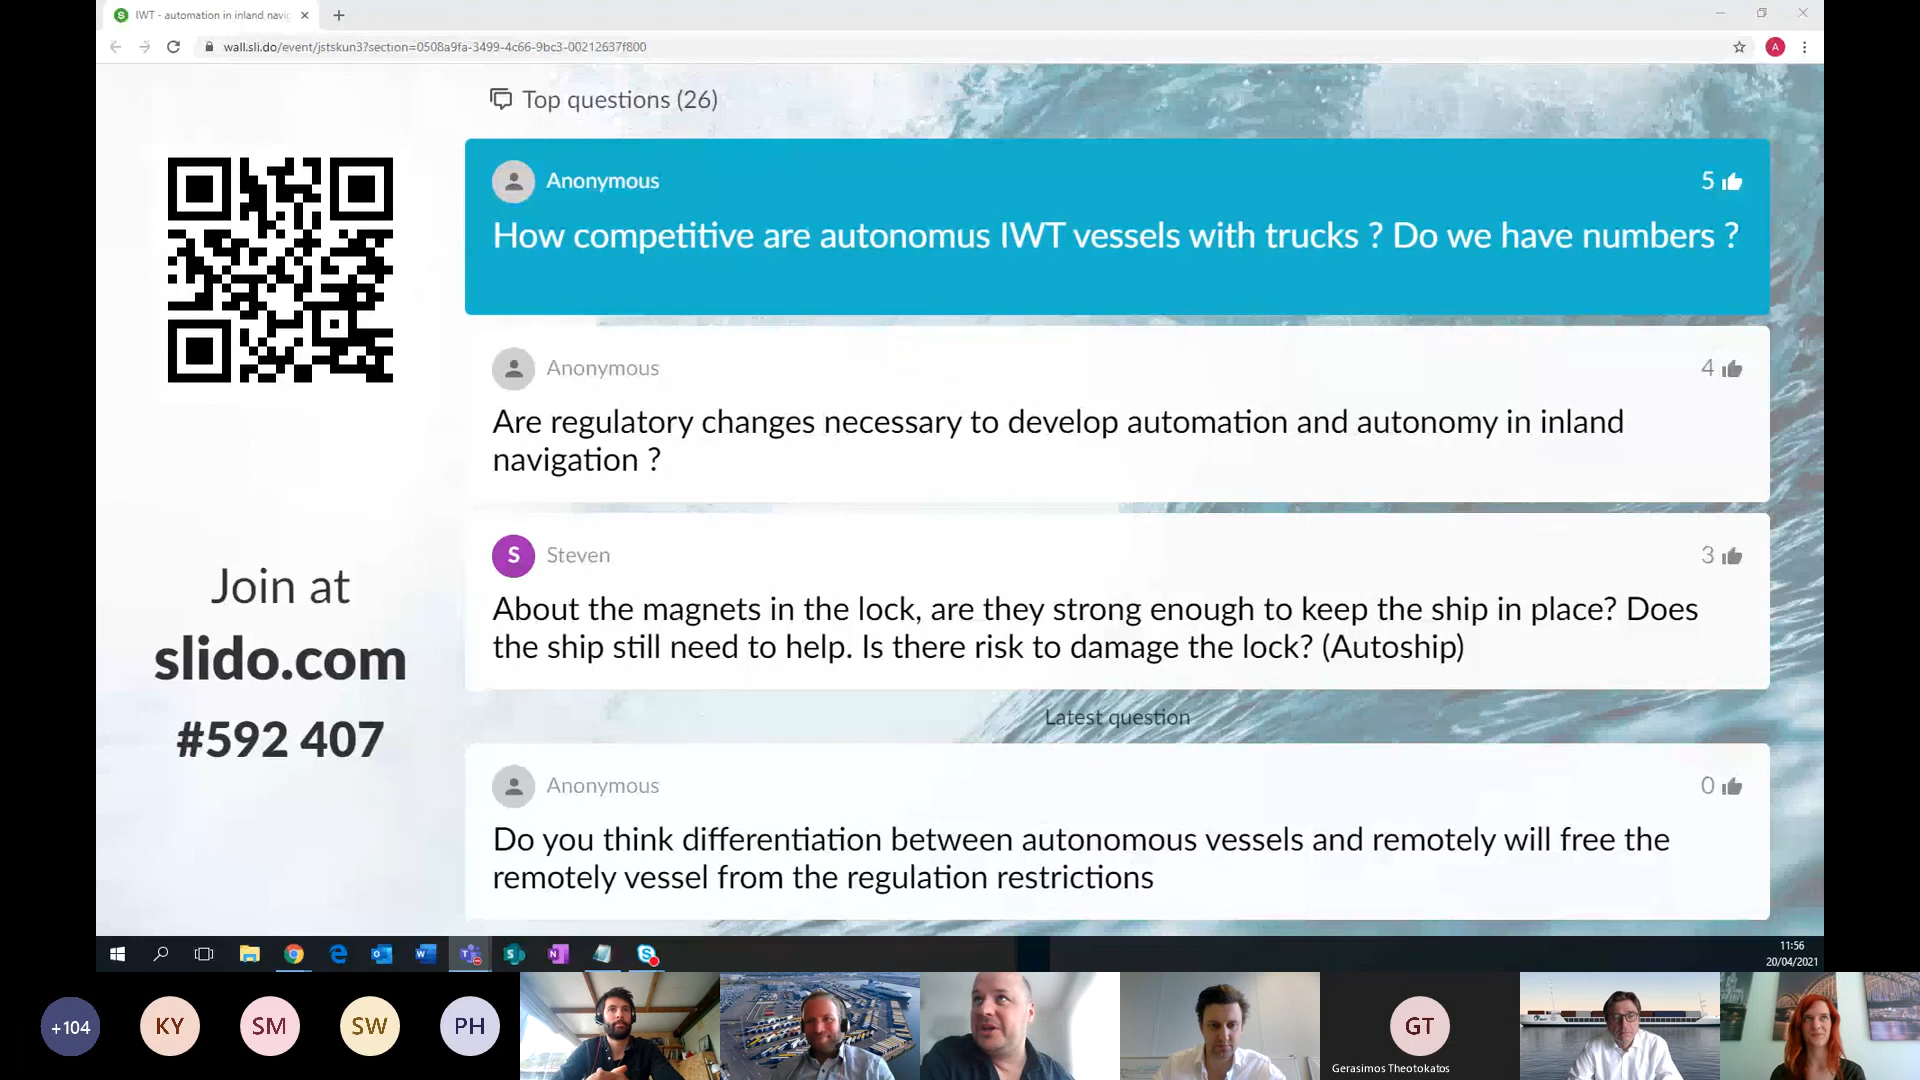 IWT - automation in inland navig
wall.sli.do/event/jstskun3?section=0508a9fa-3499-4c66-9bc3-00212637f800
A
Top questions (26)
Anonymous
5
How competitive are autonomus IWT vessels with trucks ? Do we have numbers ?
Anonymous
4
Are regulatory changes necessary to develop automation and autonomy in inland
navigation ?
S
Steven
3
About the magnets in the lock, are they strong enough to keep the ship in place? Does
the ship still need to help. Is there risk to damage the lock? (Autoship)
Latest question
Anonymous
0
Do you think differentiation between autonomous vessels and remotely will free the
remotely vessel from the regulation restrictions
Join at
slido.com
#592 407
11:56
20/04/2021
+104
KY
SM
SW
PH
GT
Gerasimos Theotokatos